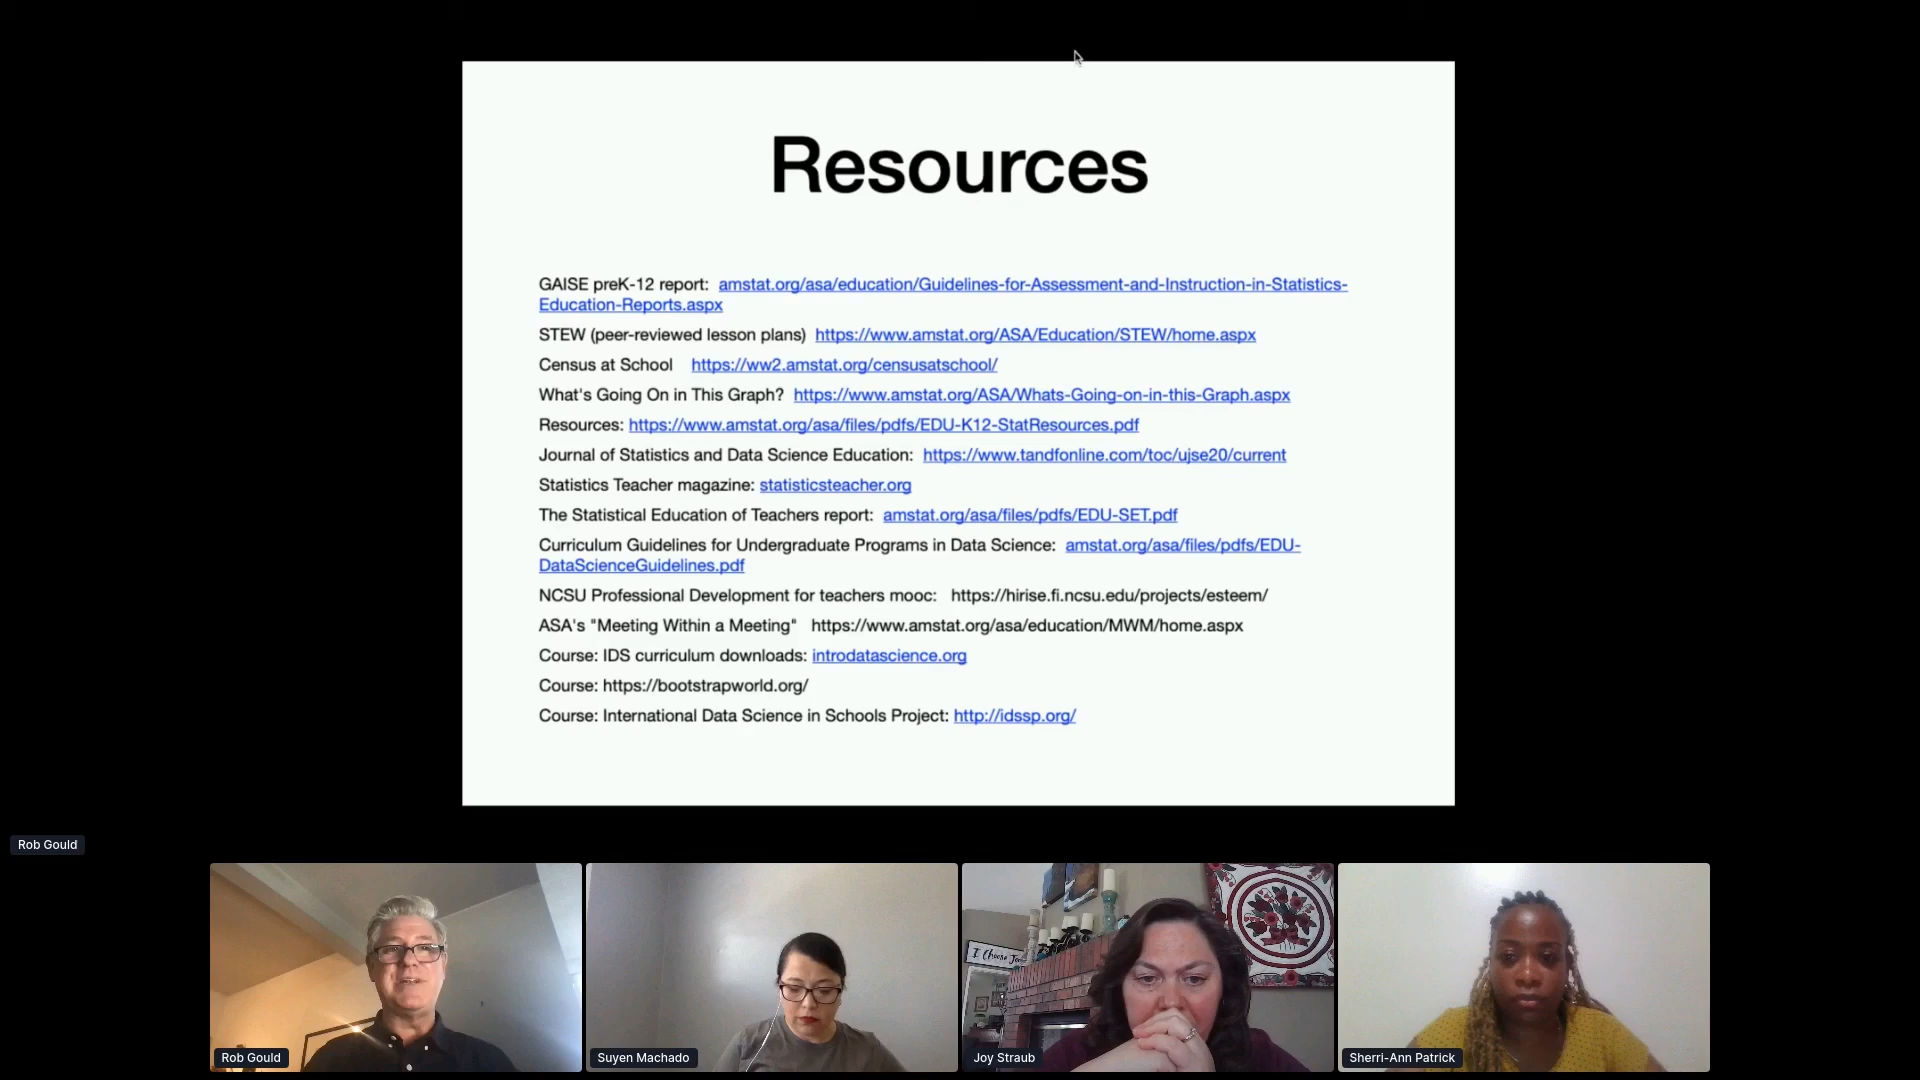 Resources
GAISE preK-12 report: amstat.org/asa/education/Guidelines-for-Assessment-and-Instruction-in-Statistics-
Education-Reports.aspx
STEW (peer-reviewed lesson plans) https://www.amstat.org/ASA/Education/STEW/home.aspx
Census at School https://ww2.amstat.org/censusatschool/
What's Going On in This Graph? https://www.amstat.org/ASA/Whats-Going-on-in-this-Graph.aspx
Resources: https://www.amstat.org/asa/files/pdfs/EDU-K12-StatResources.pdf
Journal of Statistics and Data Science Education: https://www.tandfonline.com/toc/ujse20/current
Statistics Teacher magazine: statisticsteacher.org
The Statistical Education of Teachers report: amstat.org/asa/files/pdfs/EDU-SET.pdf
Curriculum Guidelines for Undergraduate Programs in Data Science: amstat.org/asa/files/pdfs/EDU-
DataScienceGuidelines.pdf
NCSU Professional Development for teachers mooc: https://hirise.fi.ncsu.edu/projects/esteem/
ASA's "Meeting Within a Meeting" https://www.amstat.org/asa/education/MWM/home.aspx
Course: IDS curriculum downloads: introdatascience.org
Course: https://bootstrapworld.org/
Course: International Data Science in Schools Project: http://idssp.org/
Rob Gould
I Choose Joy
Rob Gould
Suyen Machado
Joy Straub
Sherri-Ann Patrick